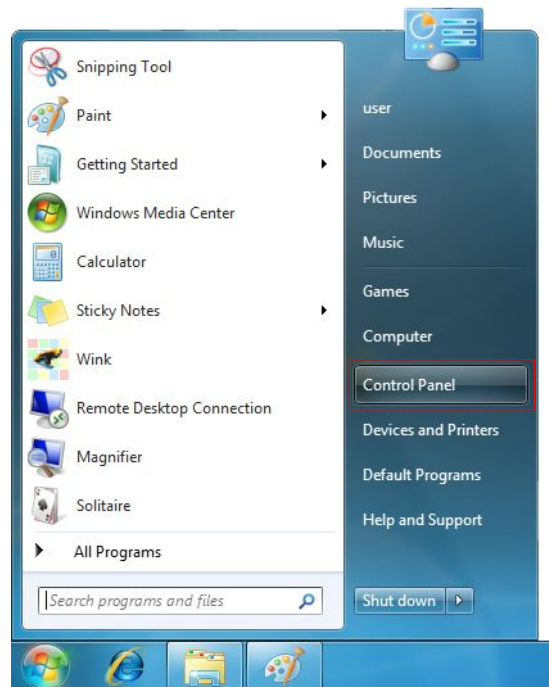 Snipping Tool
Paint
Getting Started
Windows Media Center
Calculator
Sticky Notes
Wink
Remote Desktop Connection
Magnifier
Solitaire
All Programs
Search programs and files
user
Documents
Pictures
Music
Games
Computer
Control Panel
Devices and Printers
Default Programs
Help and Support
Shut down